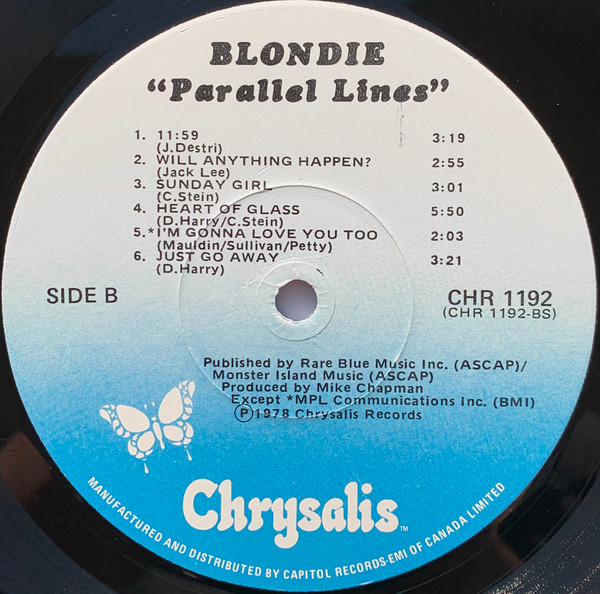 BLONDIE
"Parallel Lines"
1. 11:59 3:19
(J.Destri)
2. WILL ANYTHING HAPPEN? 2:55
(Jack Lee)
3. SUNDAY GIRL 3:01
(C.Stein)
4. HEART OF GLASS 5:50
(D.Harry/C.Stein)
5.*I'M GONNA LOVE YOU TOO 2:03
(Mauldin/Sullivan/Petty)
6. JUST GO AWAY 3:21
(D.Harry)
SIDE B
CHR 1192
(CHR 1192-BS)
Published by Rare Blue Music Inc. (ASCAP)/
Monster Island Music (ASCAP)
Produced by Mike Chapman
Except *MPL Communications Inc. (BMI)
Ⓟ1978 Chrysalis Records
Chrysalis™
MANUFACTURED AND DISTRIBUTED BY CAPITOL RECORDS-EMI OF CANADA LIMITED